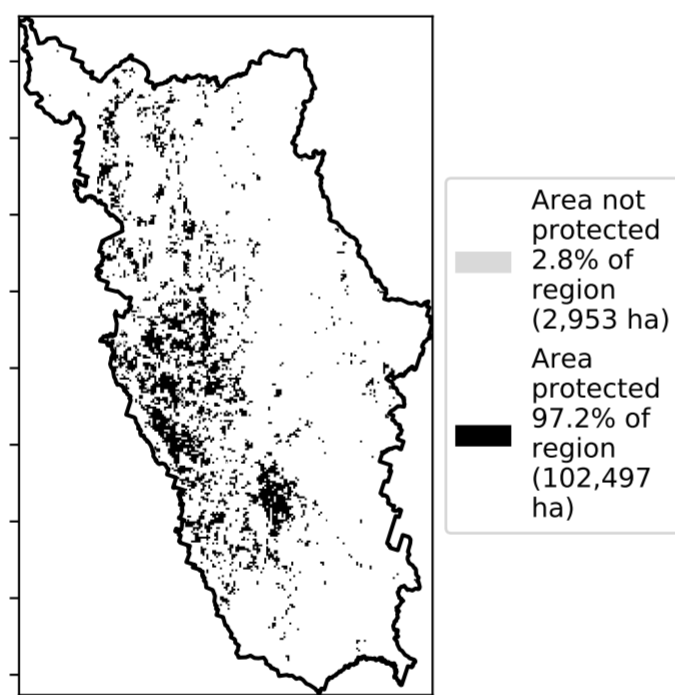 Area not
protected
2.8% of
region
(2,953 ha)
Area
protected
97.2% of
region
(102,497
ha)